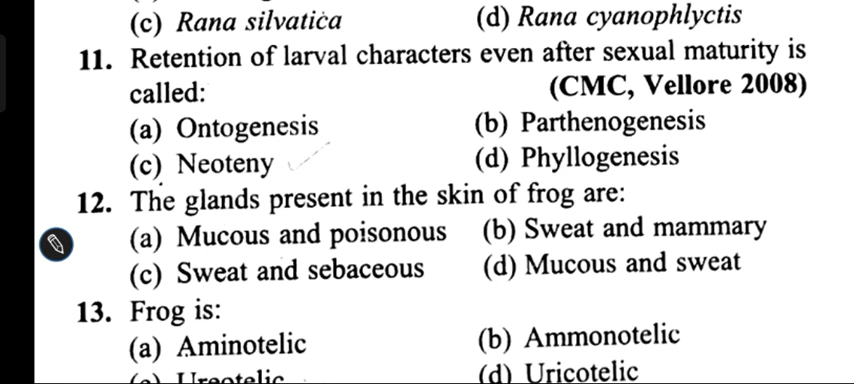 (c) Rana silvatica (d) Rana cyanophlyctis
11. Retention of larval characters even after sexual maturity is
called: (CMC, Vellore 2008)
(a) Ontogenesis (b) Parthenogenesis
(c) Neoteny (d) Phyllogenesis
12. The glands present in the skin of frog are:
(a) Mucous and poisonous (b) Sweat and mammary
(c) Sweat and sebaceous (d) Mucous and sweat
13. Frog is:
(a) Aminotelic (b) Ammonotelic
(c) Ureotelic (d) Uricotelic